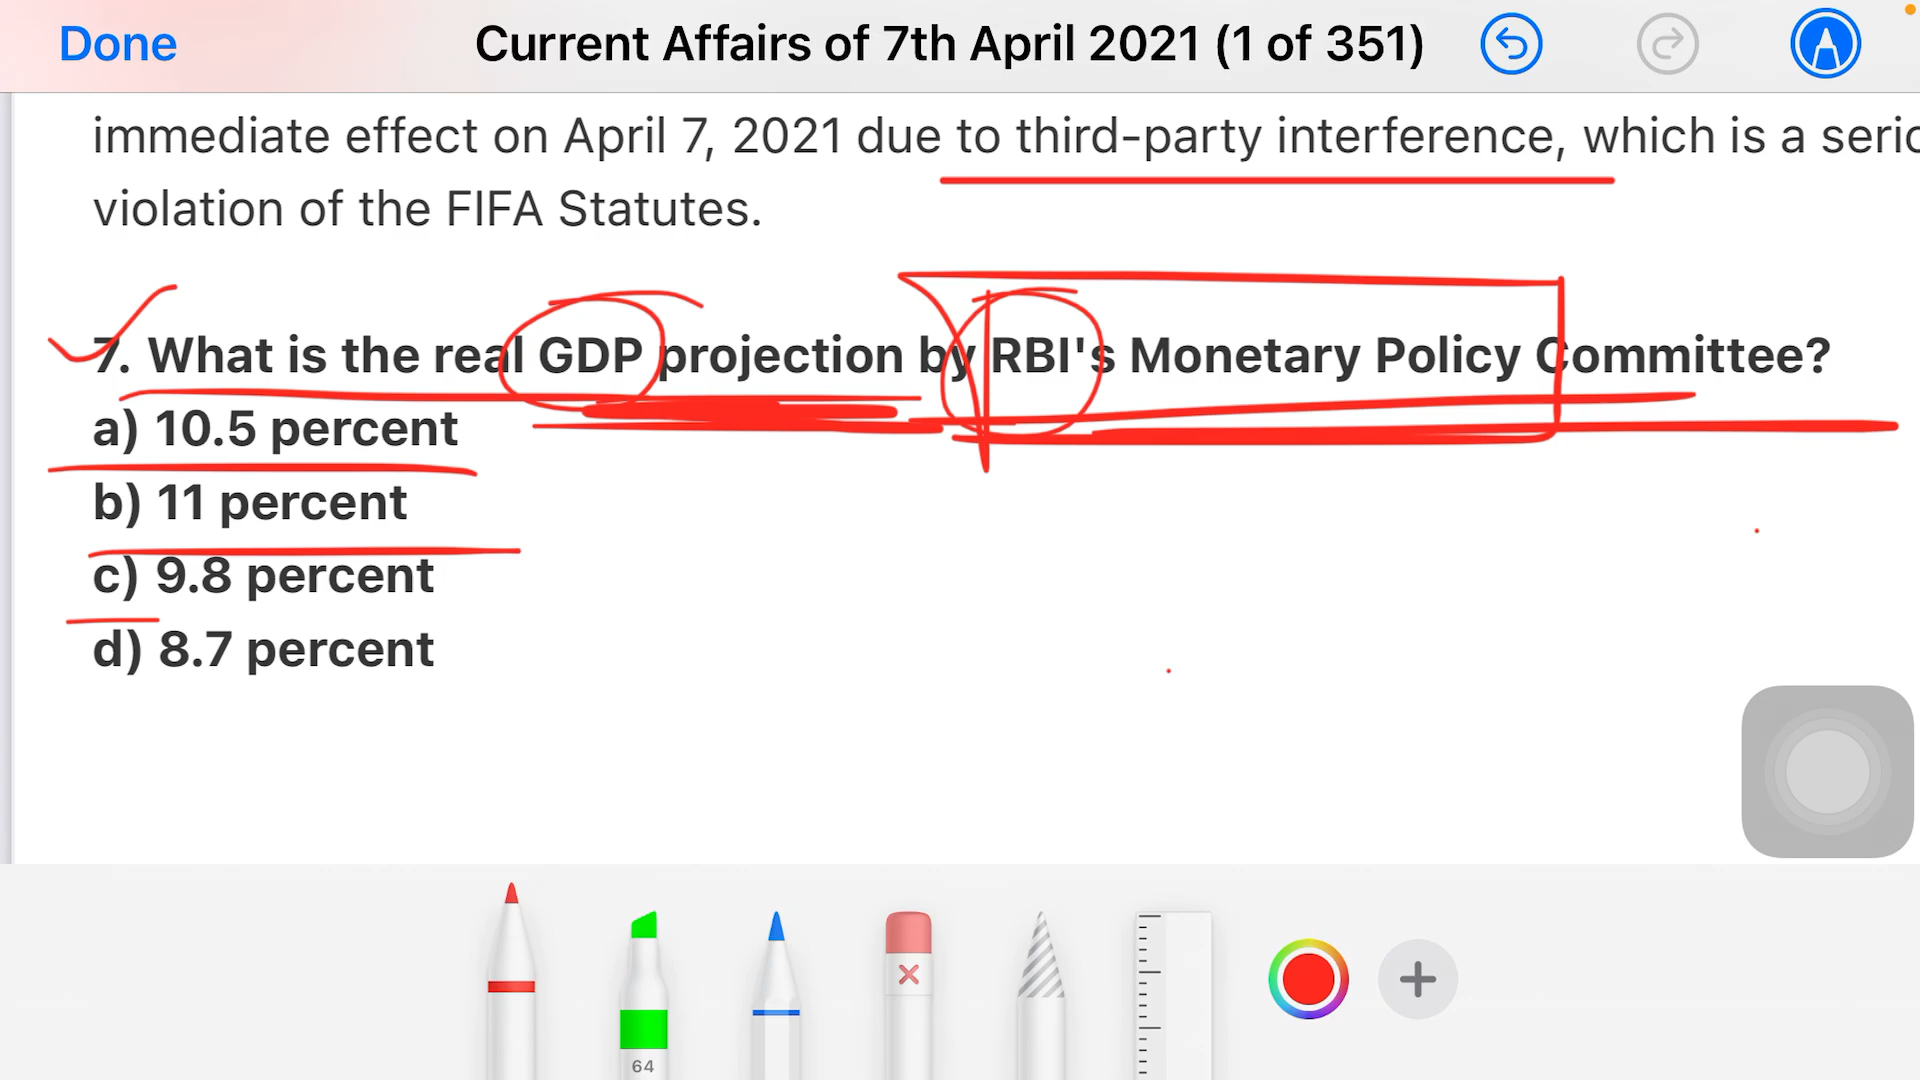 Done
Current Affairs of 7th April 2021 (1 of 351)
immediate effect on April 7, 2021 due to third-party interference, which is a seric
violation of the FIFA Statutes.
7. What is the real GDP projection by RBI's Monetary Policy Committee?
a) 10.5 percent
b) 11 percent
c) 9.8 percent
d) 8.7 percent
64